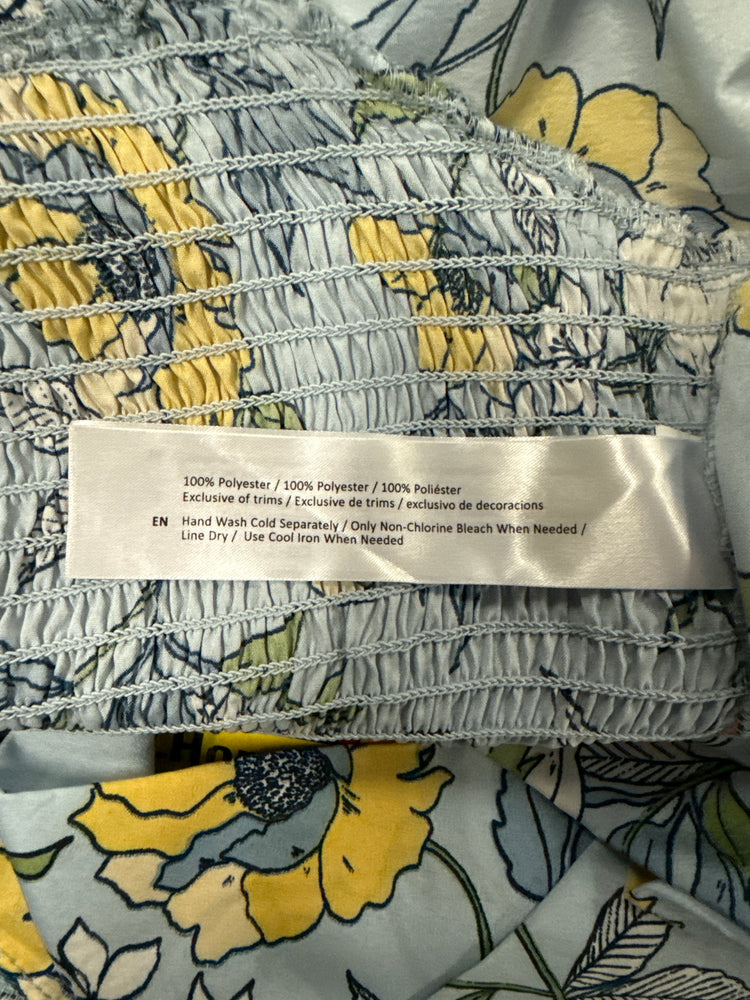 100% Polyester / 100% Polyester / 100% Poliéster
Exclusive of trims / Exclusive de trims / exclusivo de decoracions
EN Hand Wash Cold Separately / Only Non-Chlorine Bleach When Needed /
Line Dry / Use Cool Iron When Needed